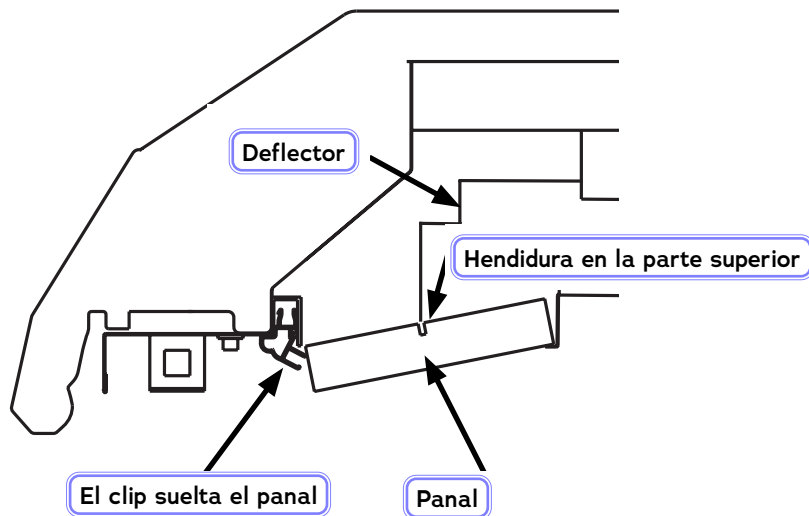 Deflector
Hendidura en la parte superior
El clip suelta el panal
Panal